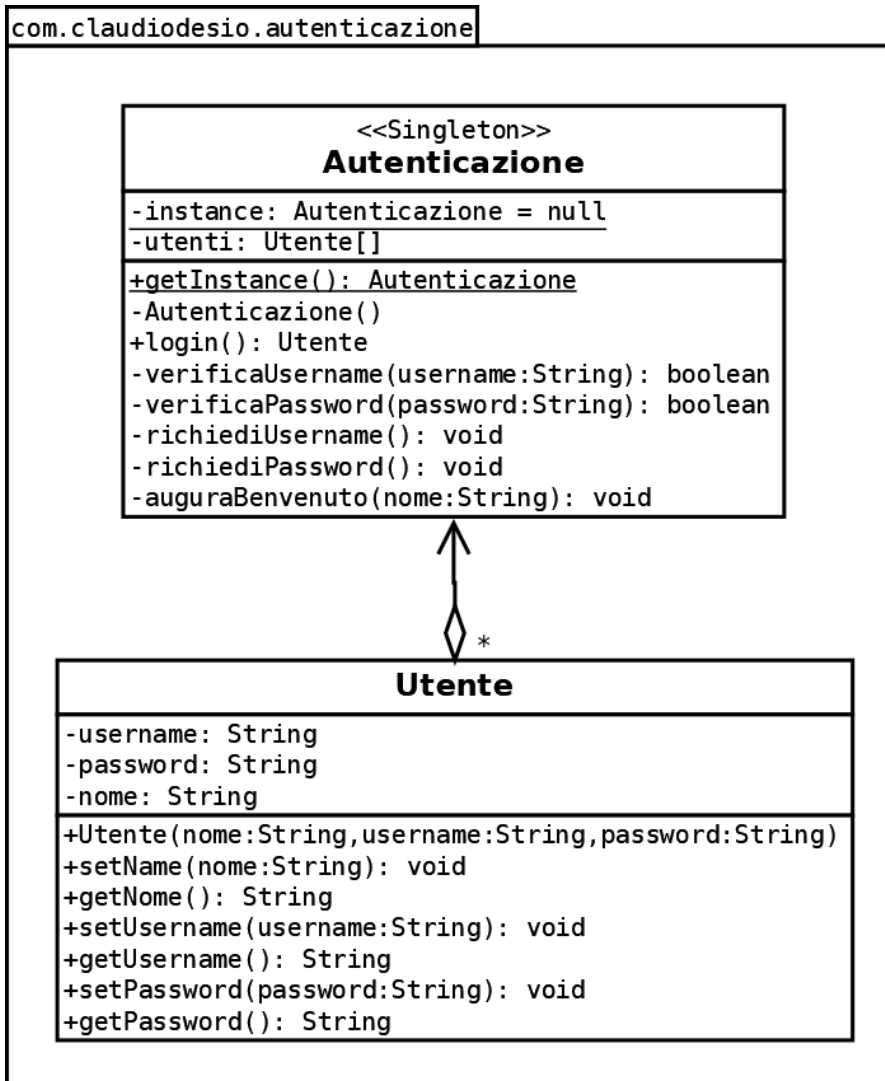 com.claudiodesio.autenticazione
<<Singleton>>
Autenticazione
-instance: Autenticazione = null
-utenti: Utente[]
+getInstance(): Autenticazione
-Autenticazione()
+login(): Utente
-verificaUsername(username:String): boolean
-verificaPassword(password:String): boolean
-richiediUsername(): void
-richiediPassword(): void
-auguraBenvenuto(nome:String): void
*
Utente
-username: String
-password: String
-nome: String
+Utente(nome:String,username:String,password:String)
+setName(nome:String): void
+getNome(): String
+setUsername(username:String): void
+getUsername(): String
+setPassword(password:String): void
+getPassword(): String